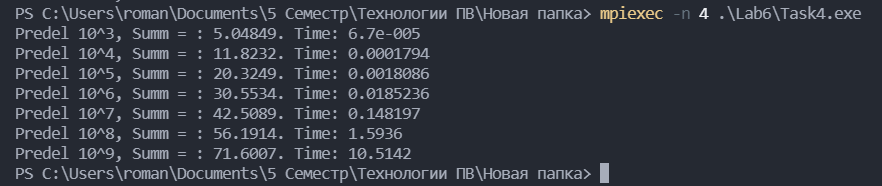 PS C:\Users\roman\Documents\5 Семестр\Технологии ПВ\Новая папка> mpiexec -n 4 .\Lab6\Task4.exe
Predel 10^3, Summ = : 5.04849. Time: 6.7e-005
Predel 10^4, Summ = : 11.8232. Time: 0.0001794
Predel 10^5, Summ = : 20.3249. Time: 0.0018086
Predel 10^6, Summ = : 30.5534. Time: 0.0185236
Predel 10^7, Summ = : 42.5089. Time: 0.148197
Predel 10^8, Summ = : 56.1914. Time: 1.5936
Predel 10^9, Summ = : 71.6007. Time: 10.5142
PS C:\Users\roman\Documents\5 Семестр\Технологии ПВ\Новая папка>